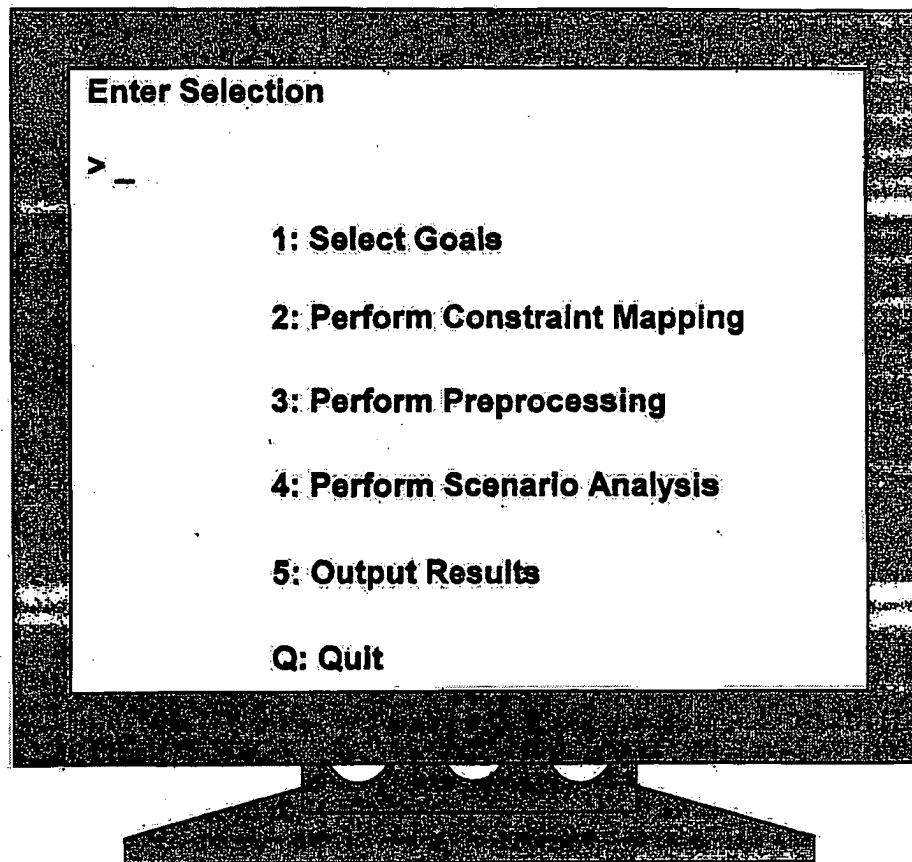 Enter Selection
>_
1: Select Goals
2: Perform Constraint Mapping
3: Perform Preprocessing
4: Perform Scenario Analysis
5: Output Results
Q: Quit